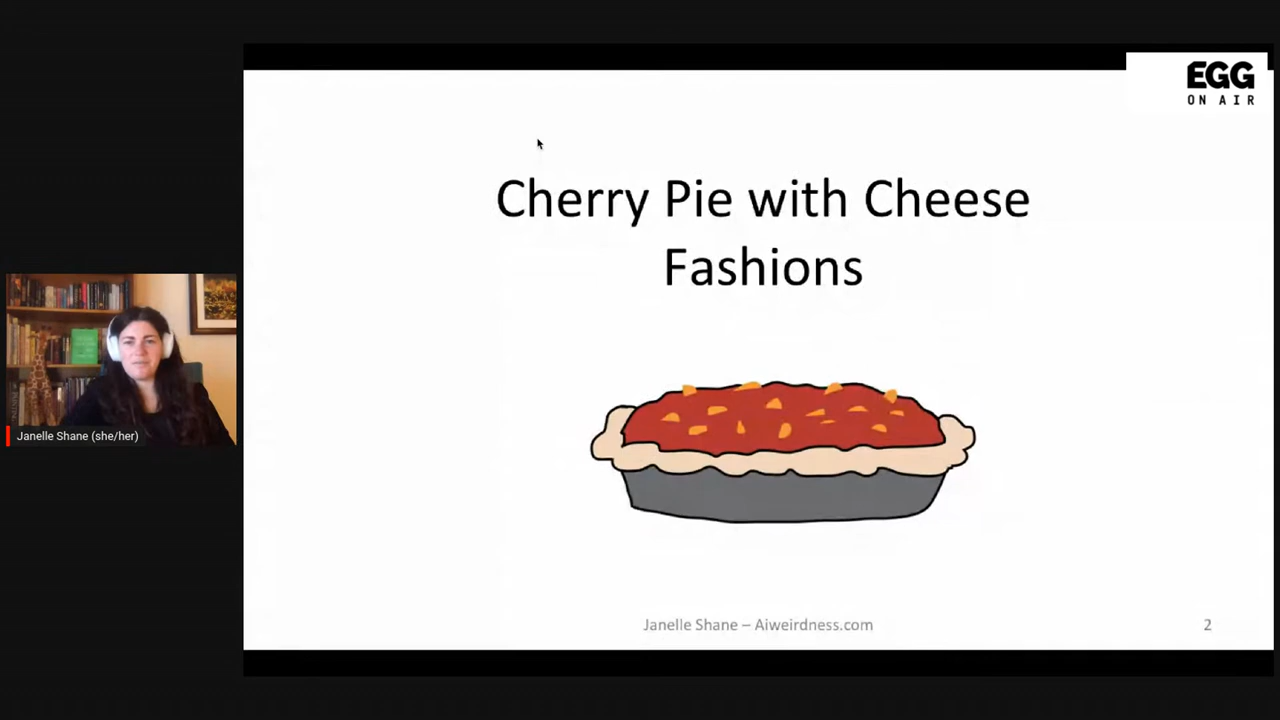 EGG
ON AIR
Cherry Pie with Cheese
Fashions
Janelle Shane (she/her)
Janelle Shane – Aiweirdness.com
2